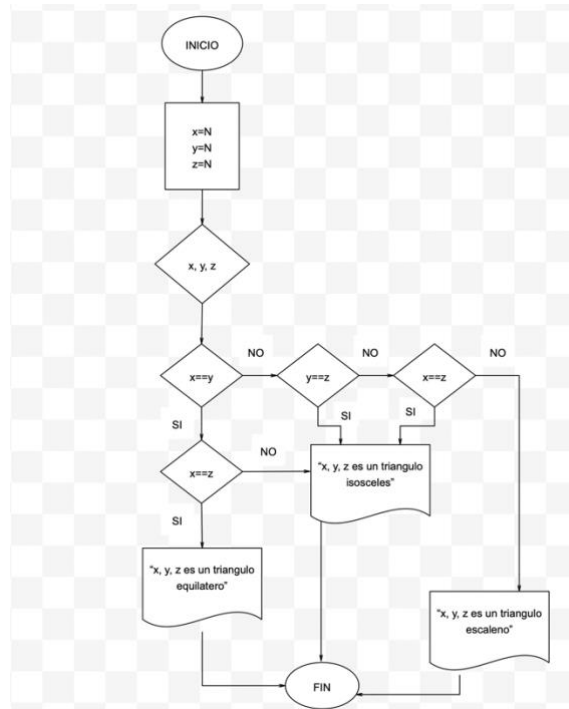 INICIO
x=N
y=N
z=N
x, y, z
x==y
NO
y==z
NO
x==z
NO
SI
SI
SI
x==z
NO
"x, y, z es un triangulo
isosceles"
SI
"x, y, z es un triangulo
equilatero"
"x, y, z es un triangulo
escaleno"
FIN